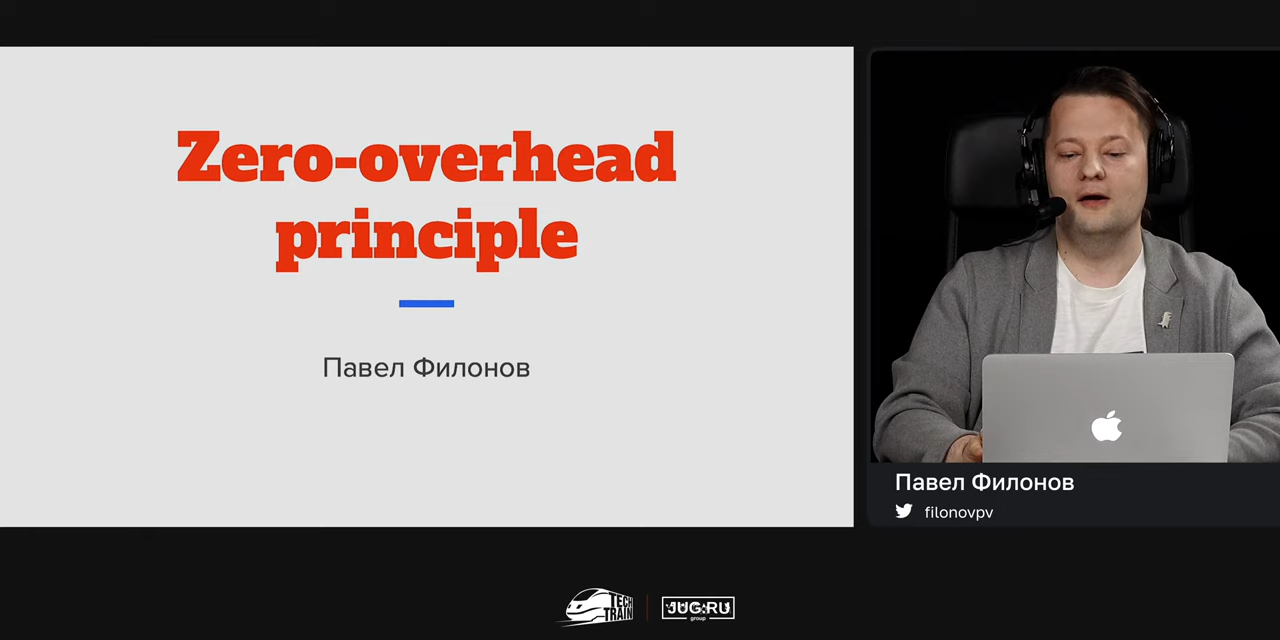 Zero-overhead
principle
Павел Филонов
Павел Филонов
filonovpv
TECH
TRAIN
JUG.RU
group